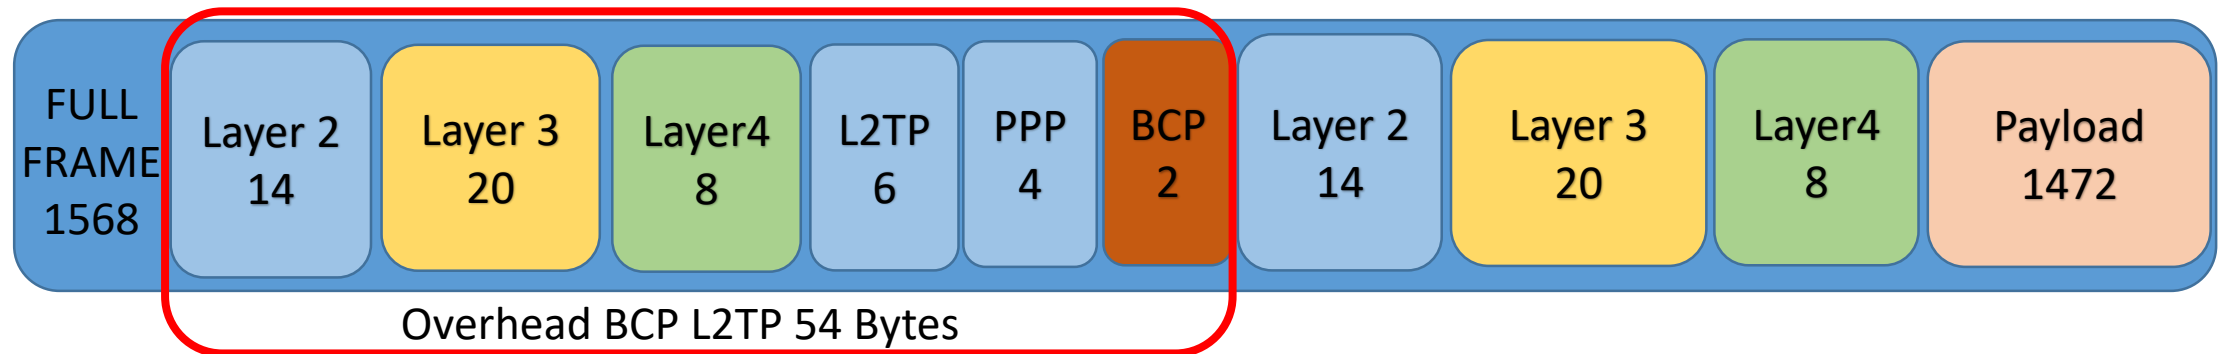 FULL
FRAME
1568
Layer 2
14
Layer 3
20
Layer4
8
L2TP
6
PPP
4
BCP
2
Layer 2
14
Layer 3
20
Layer4
8
Payload
1472
Overhead BCP L2TP 54 Bytes